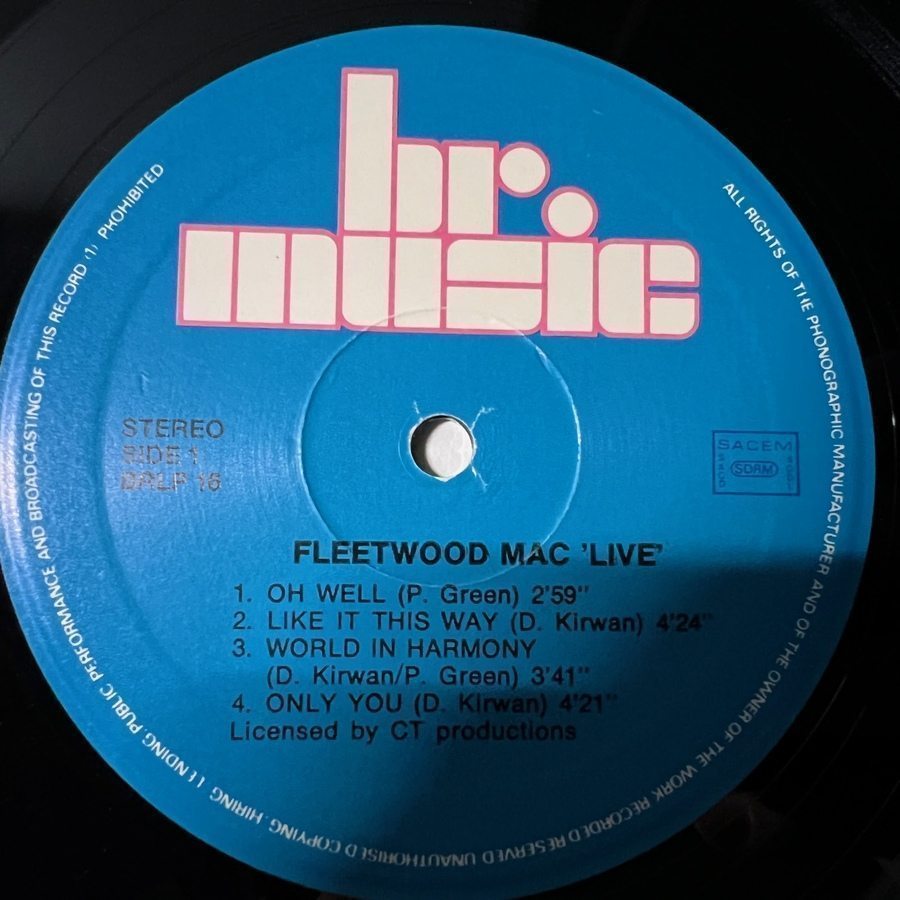 br.
music
STEREO
SIDE 1
BRLP 16
SACEM
SDRM
FLEETWOOD MAC 'LIVE'
1. OH WELL (P. Green) 2'59"
2. LIKE IT THIS WAY (D. Kirwan) 4'24"
3. WORLD IN HARMONY
(D. Kirwan/P. Green) 3'41"
4. ONLY YOU (D. Kirwan) 4'21"
Licensed by CT productions
ALL RIGHTS OF THE PHONOGRAPHIC MANUFACTURER AND OF THE OWNER OF THE WORK RECORDED RESERVED UNAUTHORISED COPYING. HIRING. LENDING PUBLIC PERFORMANCE AND BROADCASTING OF THIS RECORD (1) PROHIBITED